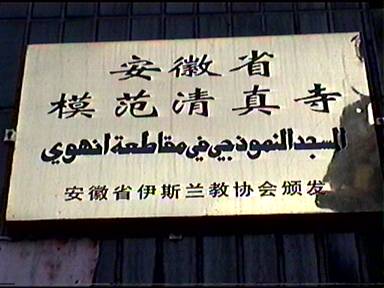 安徽省
模范清真寺
المسجد النموذجي في مقاطعة انهوي
安徽省伊斯兰教协会颁发